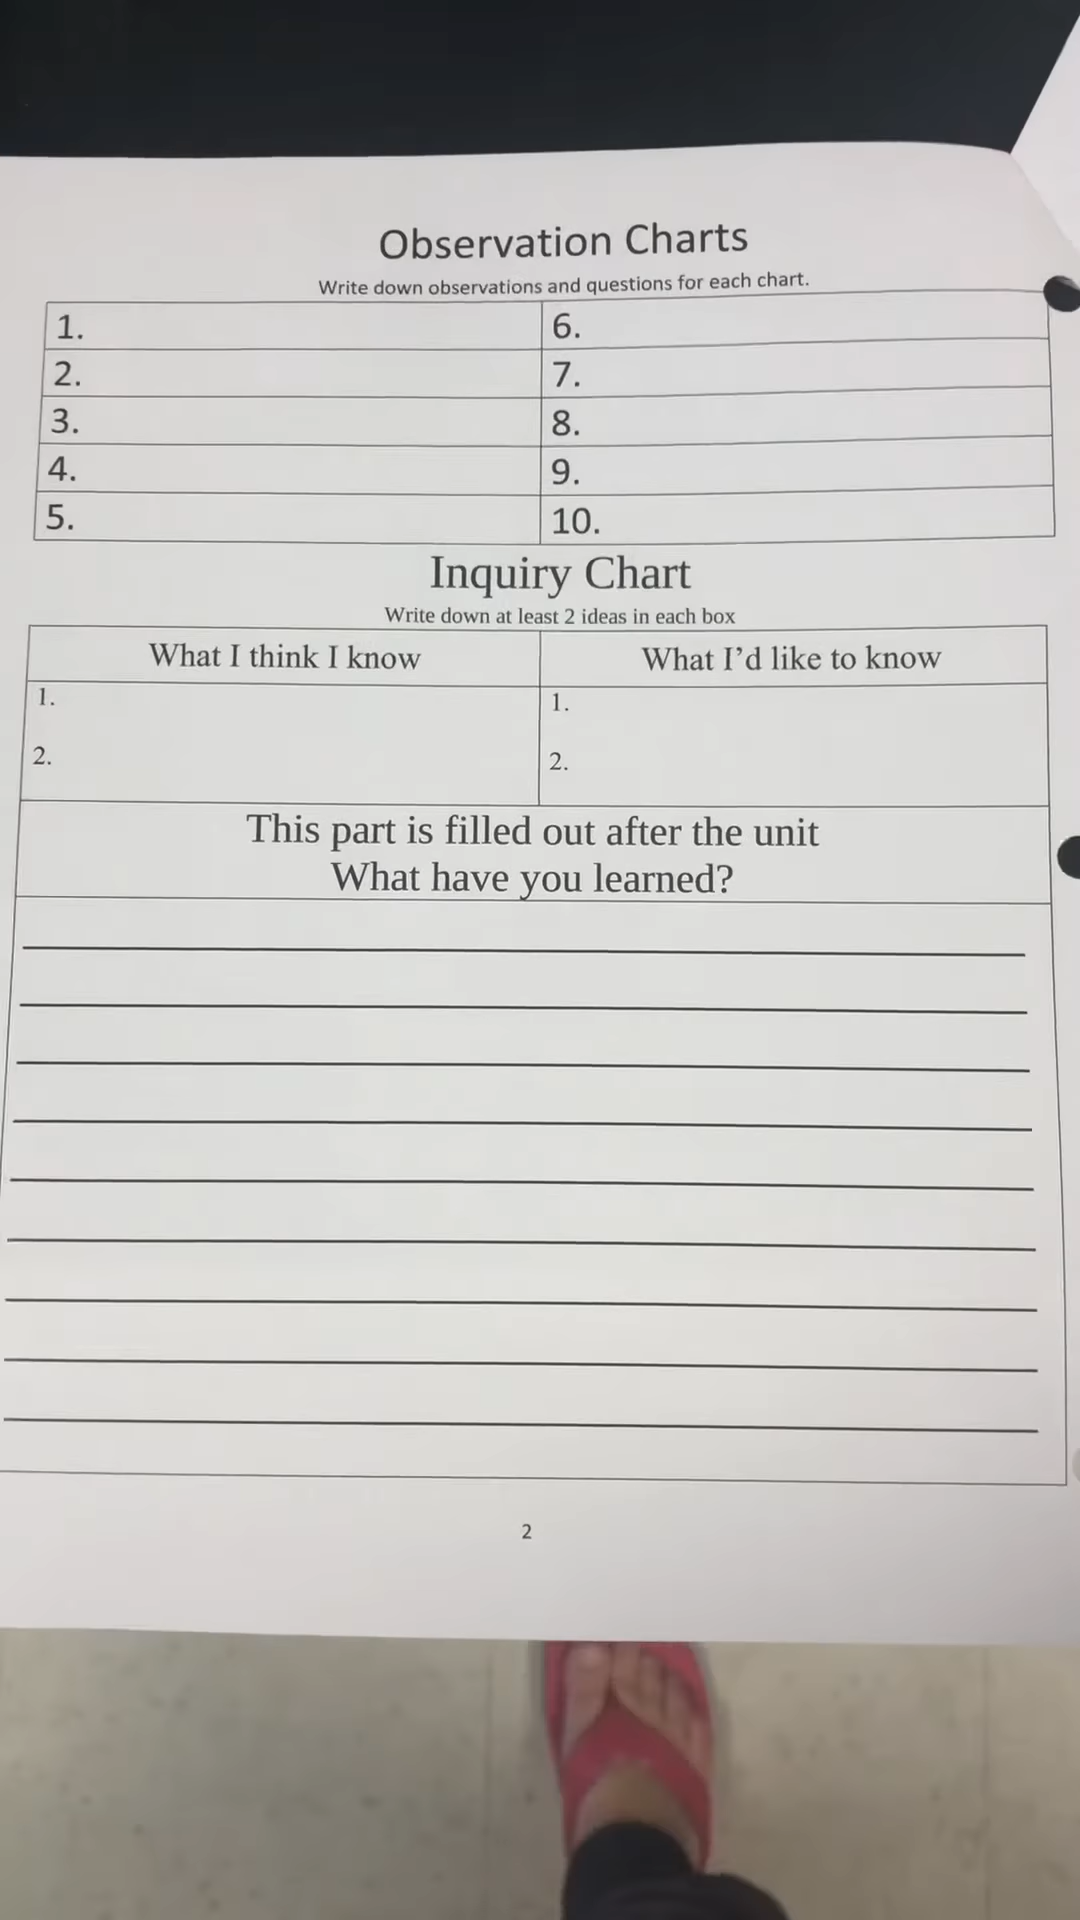 Observation Charts
Write down observations and questions for each chart.
1.
6.
2.
7.
3.
8.
4.
9.
5.
10.
Inquiry Chart
Write down at least 2 ideas in each box
What I think I know
What I'd like to know
1.
2.
1.
2.
This part is filled out after the unit
What have you learned?
2